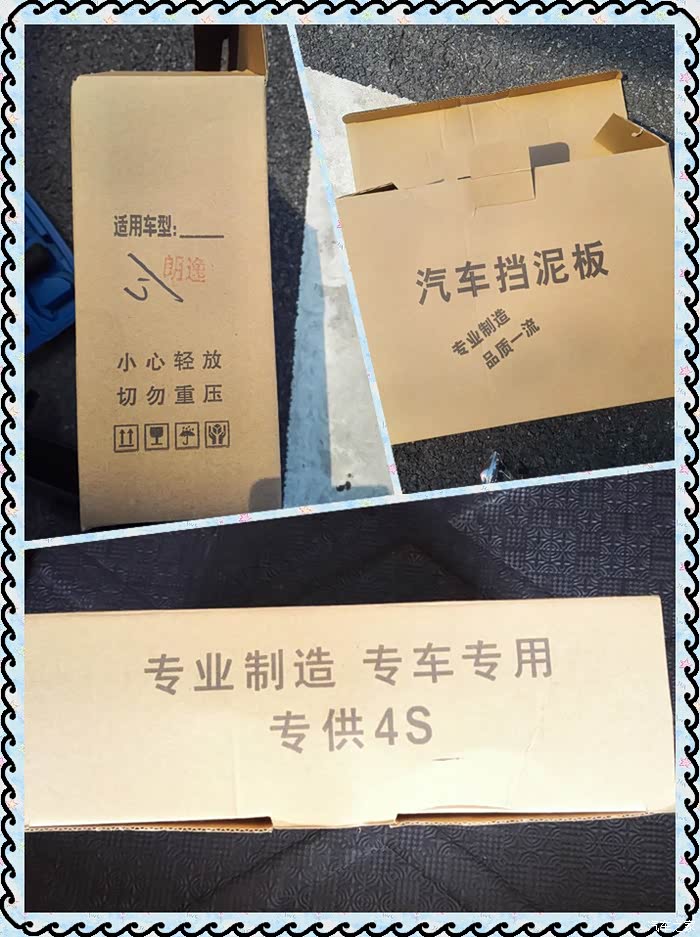 适用车型:____
朗逸
小心轻放
切勿重压
汽车挡泥板
专业制造
品质一流
专业制造 专车专用
专供4S